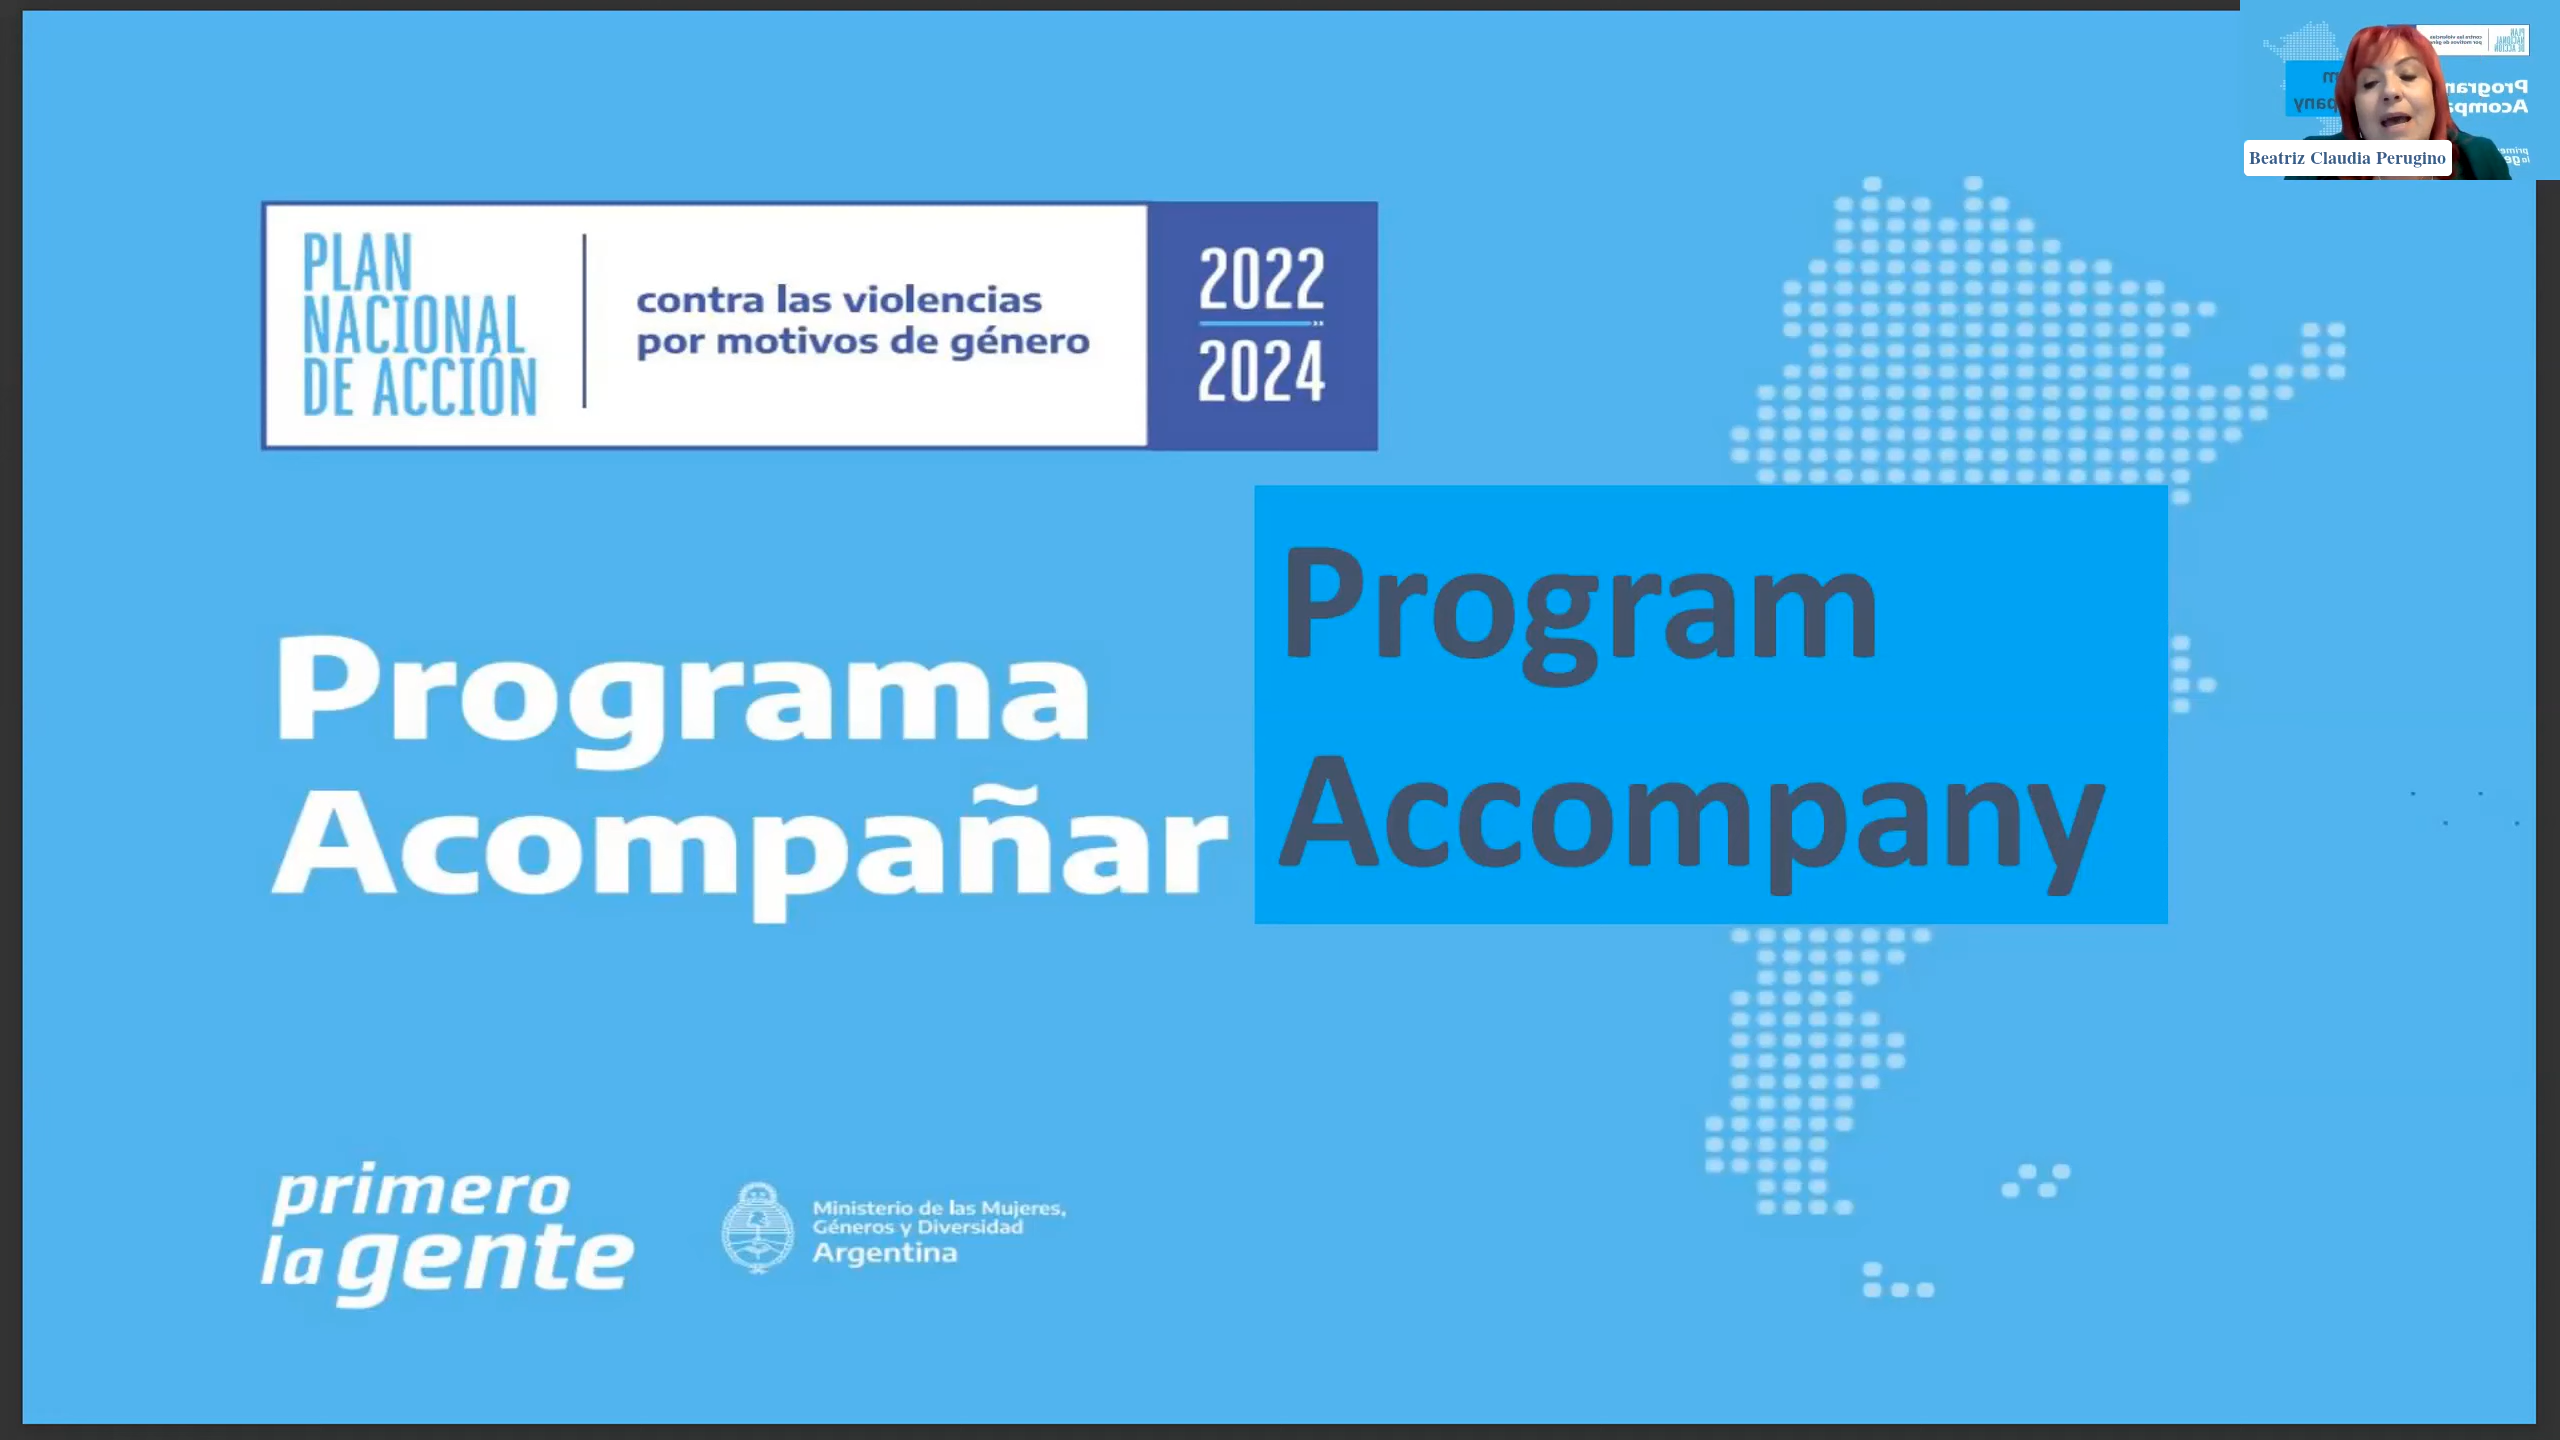 PLAN
NACIONAL
DE ACCIÓN
contra las violencias
por motivos de género
2022
2024
Programa
Acompañar
Program
Accompany
primero
la gente
Ministerio de las Mujeres,
Géneros y Diversidad
Argentina
Beatriz Claudia Perugino